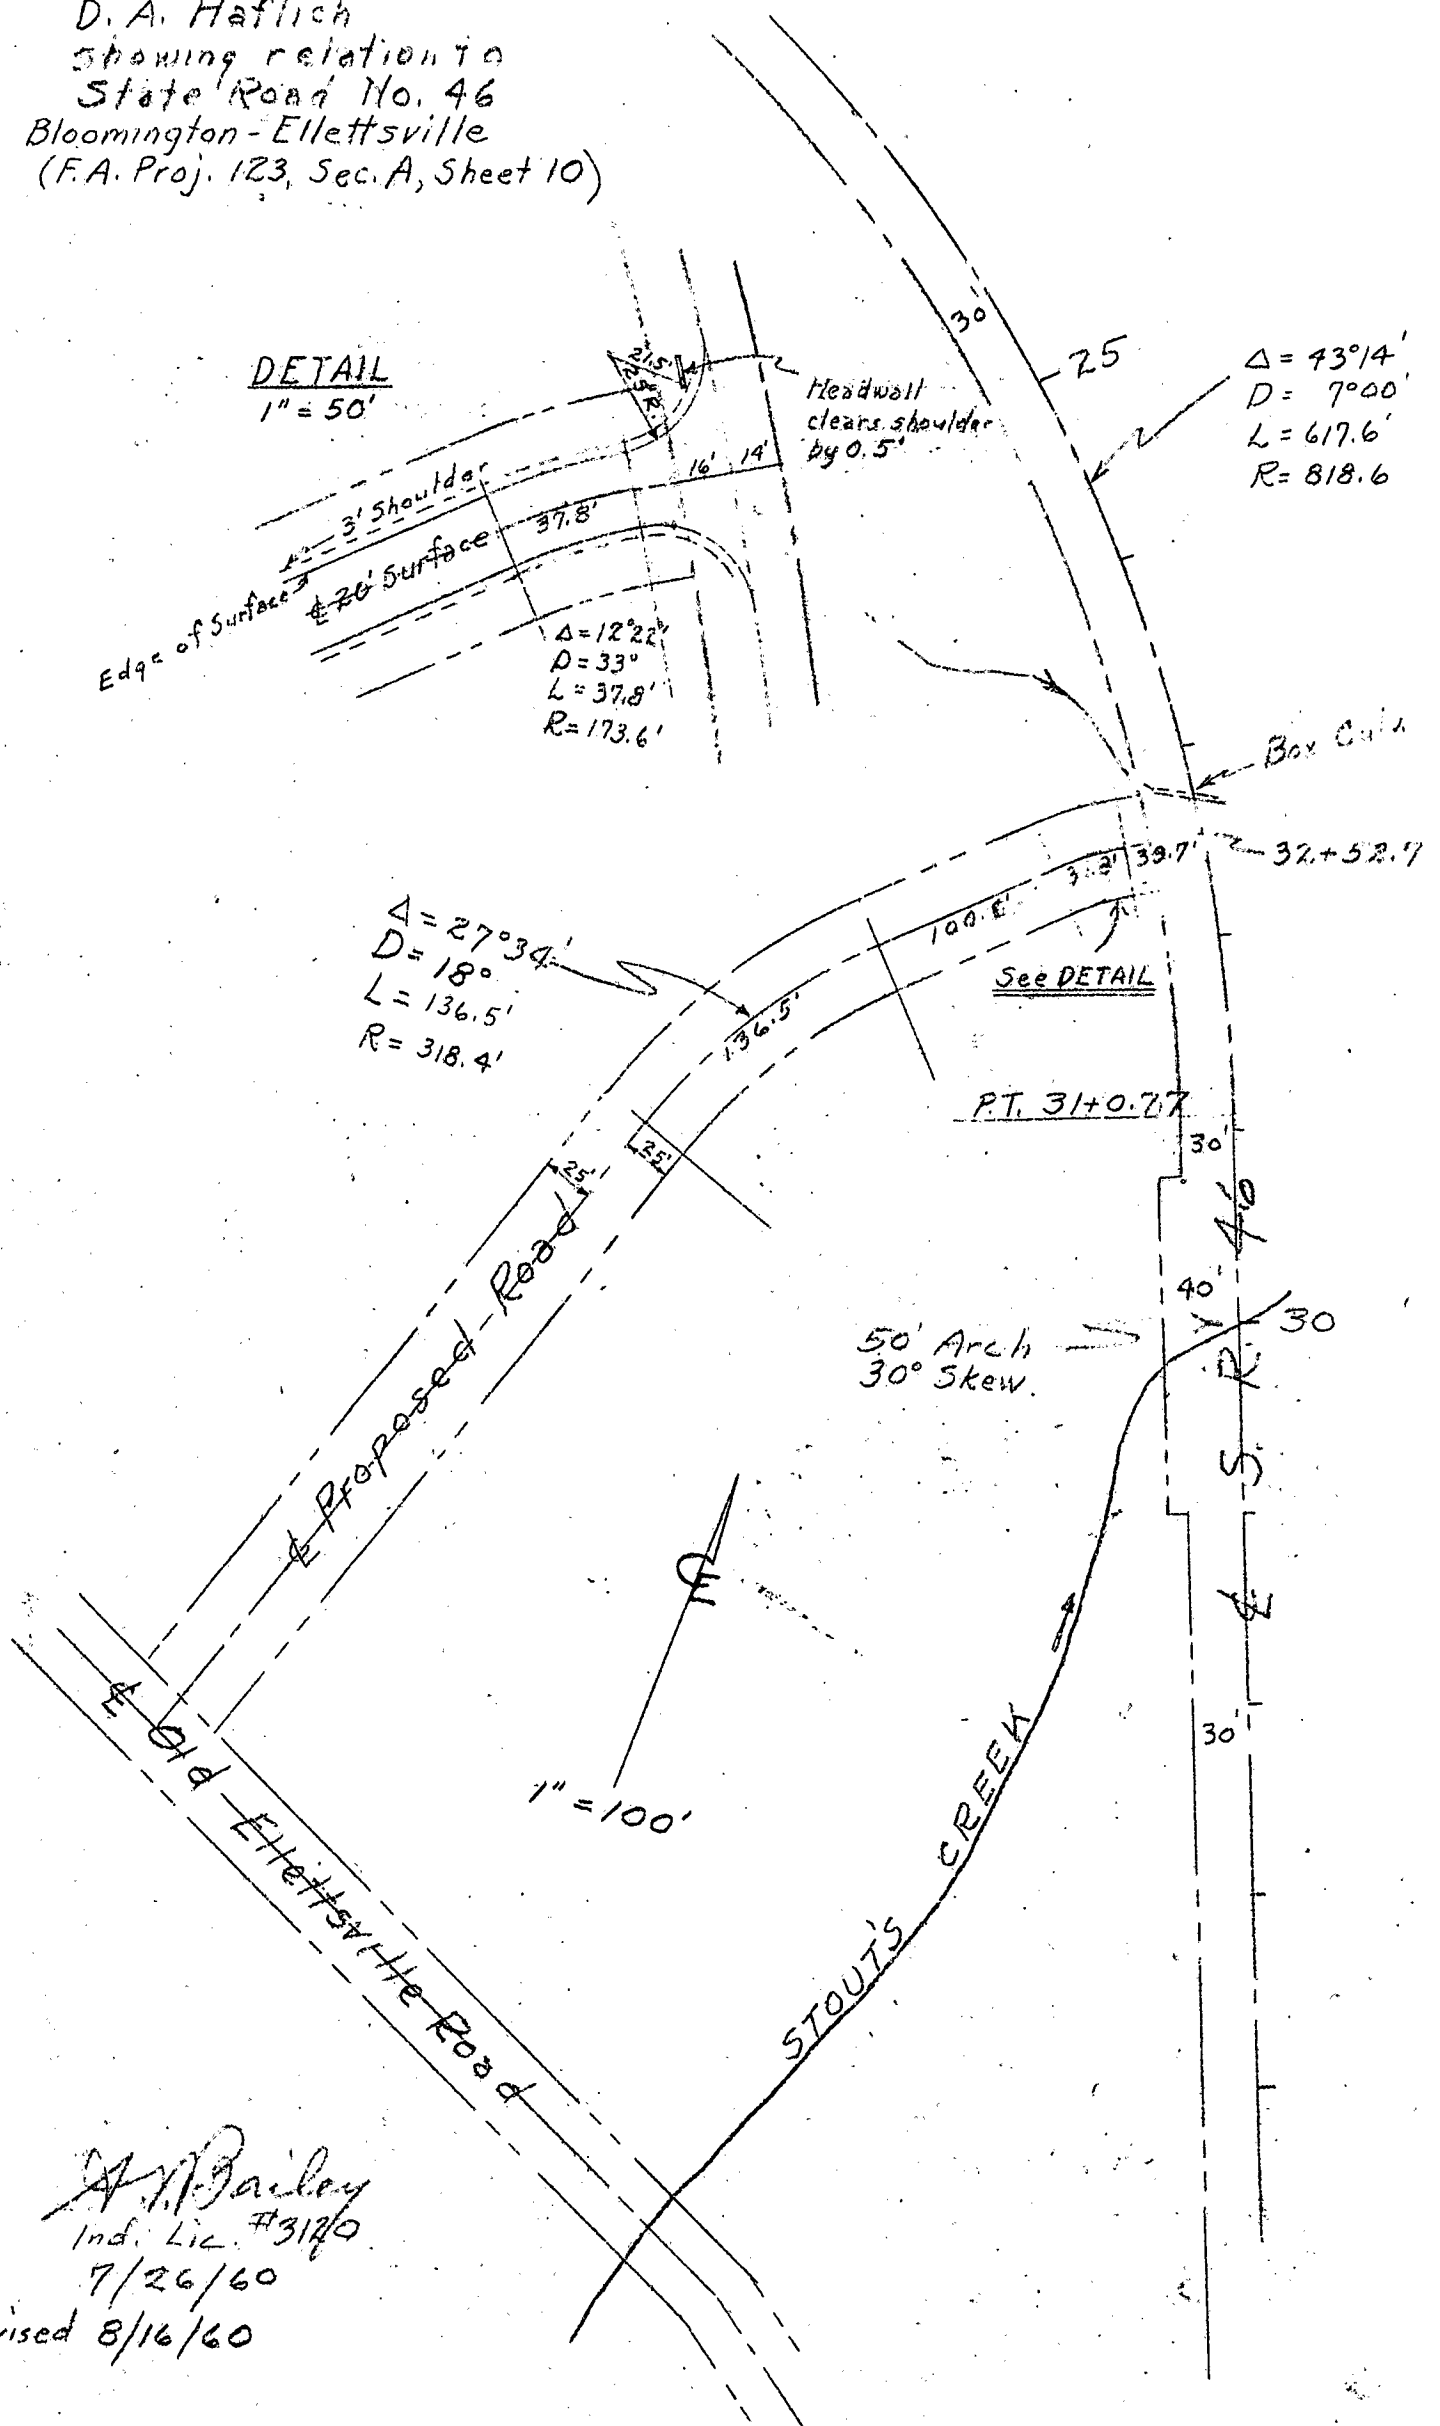 D. A. Haflich
showing relation to
State Road No. 46
Bloomington - Ellettsville
(F.A. Proj. 123, Sec. A, Sheet 10)
DETAIL
1" = 50'
21.5'
25'R.
Headwall
clears shoulder
by 0.5'
16' 14'
3' Shoulder
37.8'
℄ 20' Surface
Edge of Surface
Δ = 12°22'
D = 33°
L = 37.8'
R = 173.6'
30'
25
Δ = 43°14'
D = 7°00'
L = 617.6'
R = 818.6
Box
32+52.7
39.7'
See DETAIL
Δ = 27°34'
D = 18°
L = 136.5'
R = 318.4'
136.5'
P.T. 31+0.77
25'
25'
30'
40'
30
50' Arch
30° Skew.
℄ S. R. 46
℄ Proposed Road
1" = 100'
30'
STOUT'S CREEK
℄ Old Ellettsville Road
A. N. Bailey
Ind. Lic. #3120
7/26/60
vised 8/16/60